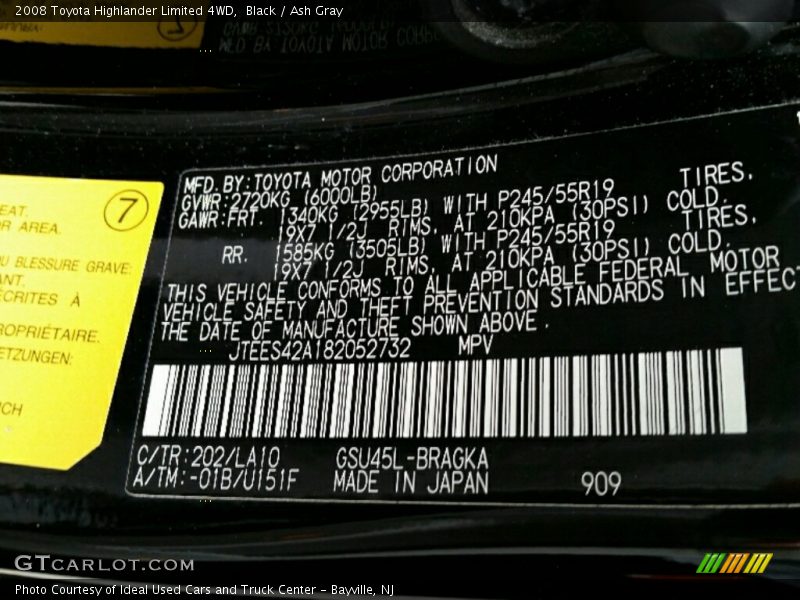 2008 Toyota Highlander Limited 4WD, Black / Ash Gray
MFD. BY: TOYOTA MOTOR CORPORATION
GVWR: 2720KG (6000LB)
GAWR: FRT. 1340KG (2955LB) WITH P245/55R19 TIRES,
19X7 1/2J RIMS, AT 210KPA (30PSI) COLD.
RR. 1585KG (3505LB) WITH P245/55R19 TIRES,
19X7 1/2J RIMS, AT 210KPA (30PSI) COLD.
THIS VEHICLE CONFORMS TO ALL APPLICABLE FEDERAL MOTOR
VEHICLE SAFETY AND THEFT PREVENTION STANDARDS IN EFFECT
THE DATE OF MANUFACTURE SHOWN ABOVE.
JTEES42A182052732 MPV
C/TR: 202/LA10 GSU45L-BRAGKA
A/TM: -01B/U151F MADE IN JAPAN 909
7
EAT.
R AREA.
U BLESSURE GRAVE:
ANT.
ÉCRITES À
ROPRIÉTAIRE.
ETZUNGEN:
ICH
GTCARLOT.COM
Photo Courtesy of Ideal Used Cars and Truck Center - Bayville, NJ